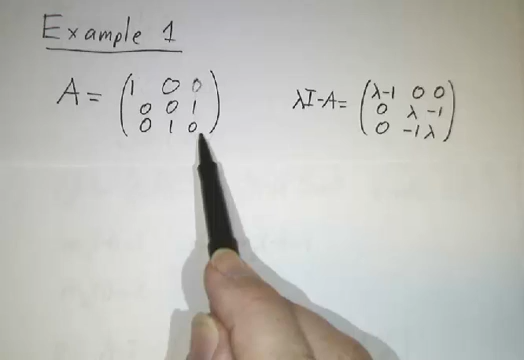 Example 1
A = ( 1 0 0
0 0 1
0 1 0 )
λI-A = ( λ-1 0 0
0 λ -1
0 -1 λ )